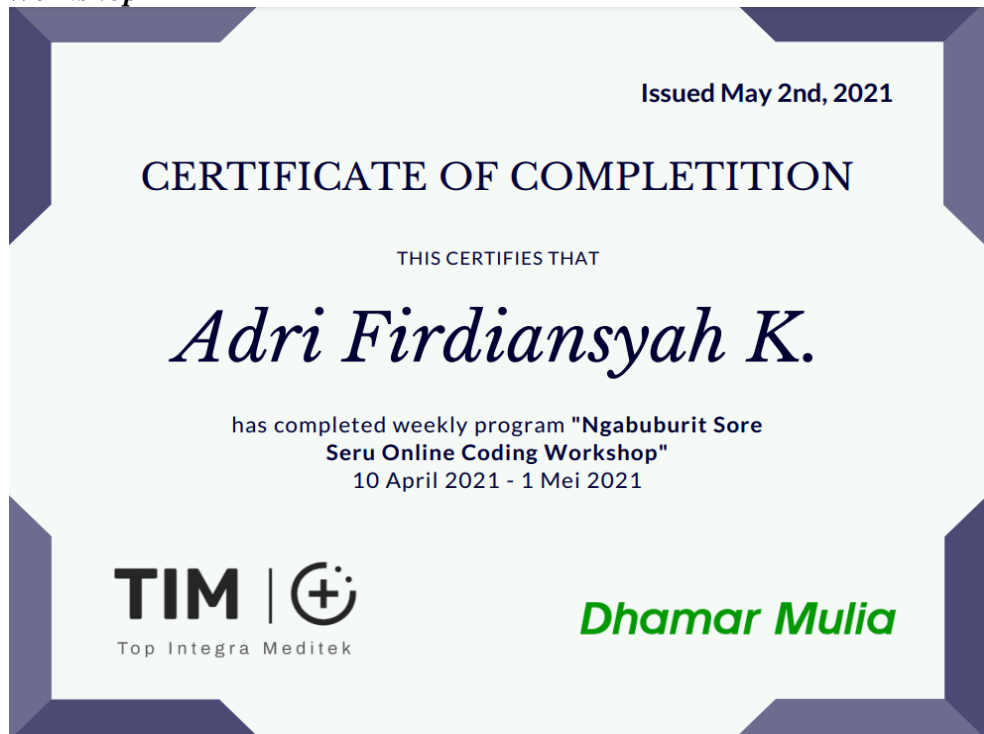 Issued May 2nd, 2021
CERTIFICATE OF COMPLETITION
THIS CERTIFIES THAT
Adri Firdiansyah K.
has completed weekly program "Ngabuburit Sore
Seru Online Coding Workshop"
10 April 2021 - 1 Mei 2021
TIM
Top Integra Meditek
Dhamar Mulia